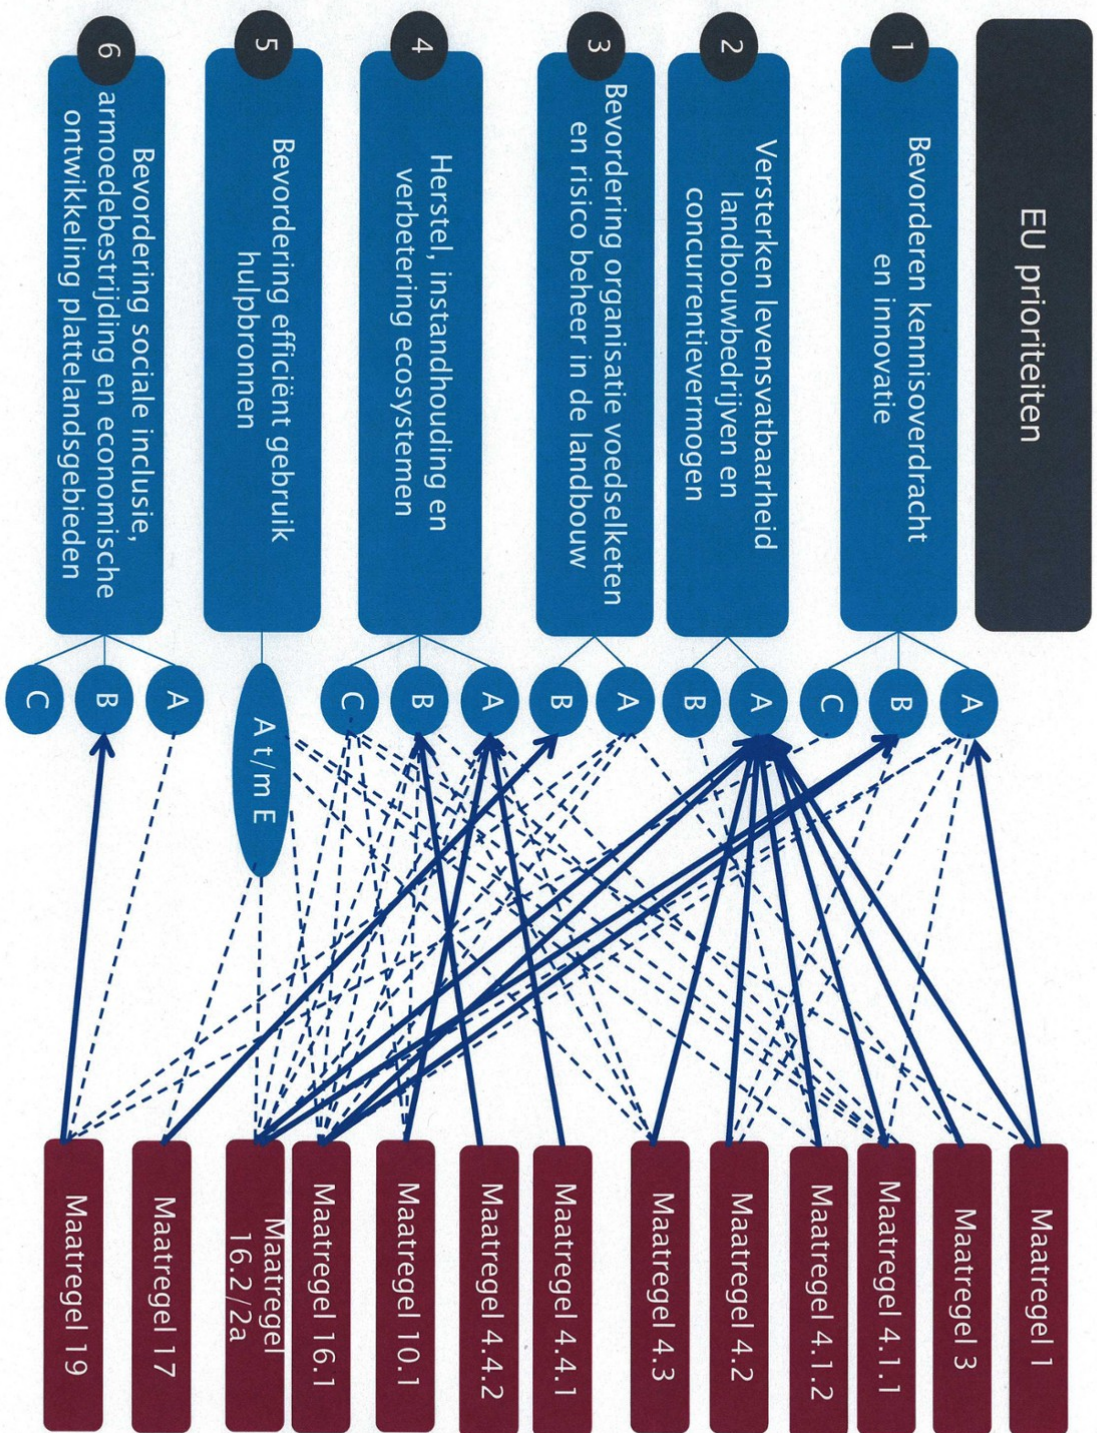 EU prioriteiten
1
Bevorderen kennisoverdracht
en innovatie
A
B
C
2
Versterken levensvatbaarheid
landbouwbedrijven en
concurrentievermogen
A
B
3
Bevordering organisatie voedselketen
en risico beheer in de landbouw
A
B
4
Herstel, instandhouding en
verbetering ecosystemen
A
B
C
5
Bevordering efficiënt gebruik
hulpbronnen
A t/m E
6
Bevordering sociale inclusie,
armoedebestrijding en economische
ontwikkeling plattelandsgebieden
A
B
C
Maatregel 1
Maatregel 3
Maatregel 4.1.1
Maatregel 4.1.2
Maatregel 4.2
Maatregel 4.3
Maatregel 4.4.1
Maatregel 4.4.2
Maatregel 10.1
Maatregel 16.1
Maatregel
16.2/2a
Maatregel 17
Maatregel 19